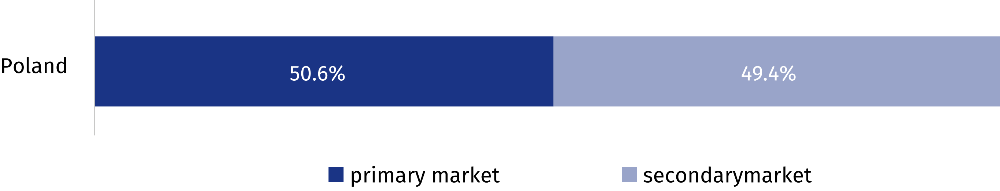 Poland
50.6%
49.4%
primary market
secondarymarket